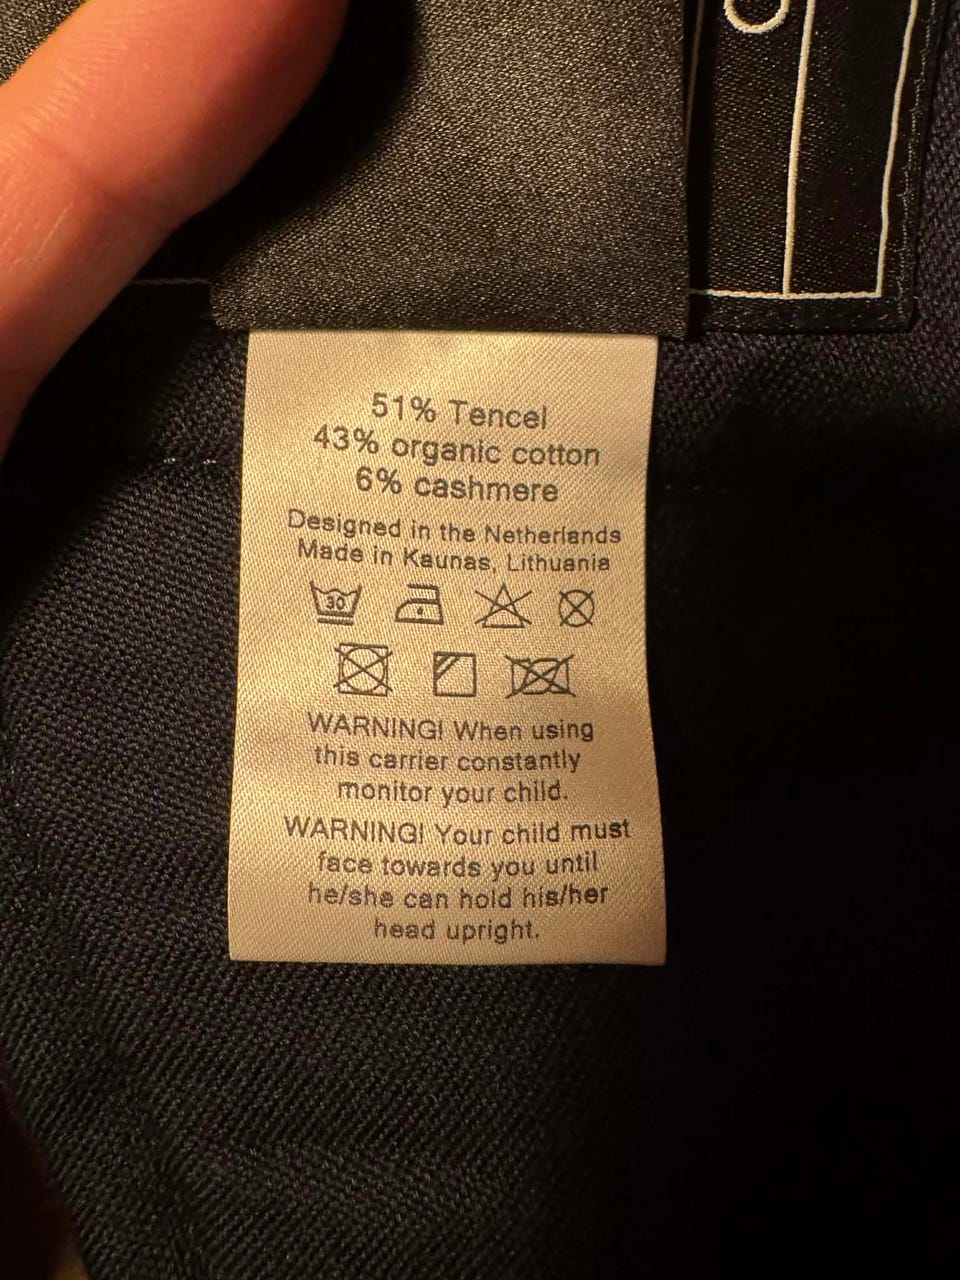 51% Tencel
43% organic cotton
6% cashmere
Designed in the Netherlands
Made in Kaunas, Lithuania
30
WARNING! When using
this carrier constantly
monitor your child.
WARNING! Your child must
face towards you until
he/she can hold his/her
head upright.